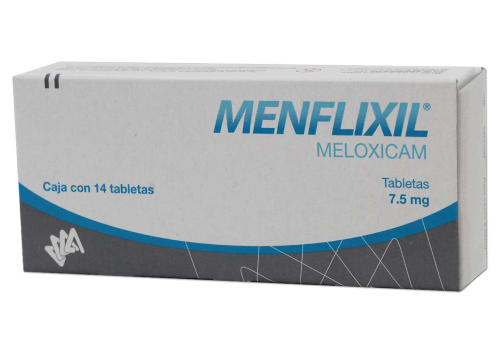 MENFLIXIL®
MELOXICAM
Caja con 14 tabletas
Tabletas
7.5 mg